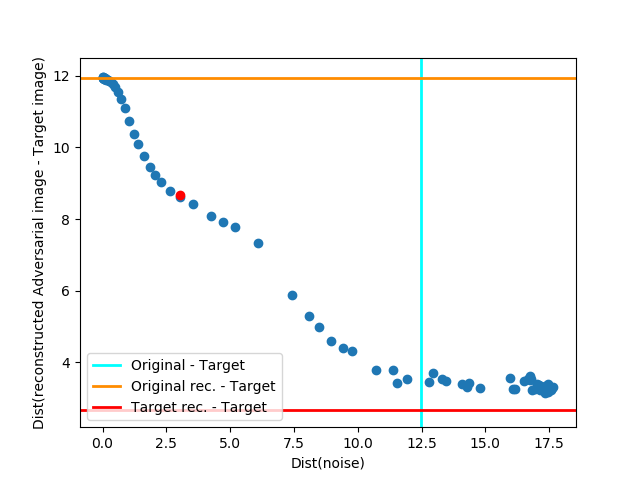 12
10
8
6
4
Dist(reconstructed Adversarial image - Target image)
Original - Target
Original rec. - Target
Target rec. - Target
0.0 2.5 5.0 7.5 10.0 12.5 15.0 17.5
Dist(noise)